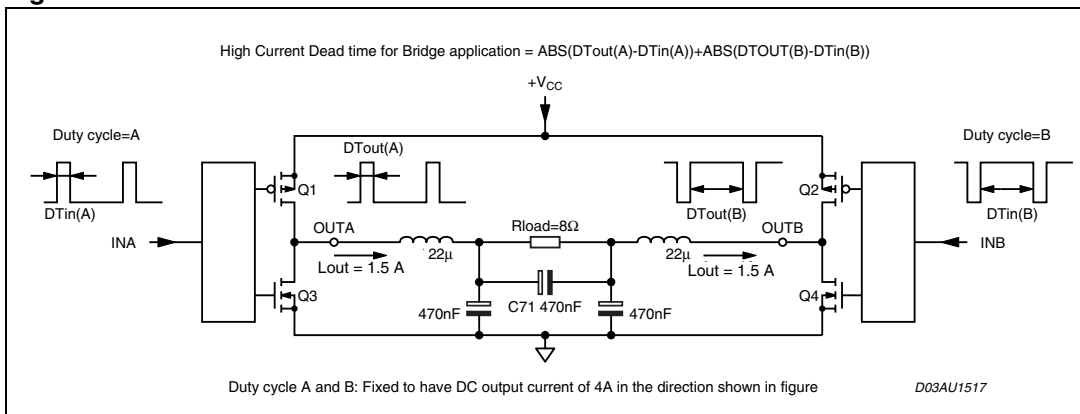 High Current Dead time for Bridge application = ABS(DTout(A)-DTin(A))+ABS(DTOUT(B)-DTin(B))
+VCC
Duty cycle=A
DTout(A)
Duty cycle=B
Q1
Q2
DTin(A)
DTout(B)
DTin(B)
INA
OUTA
Rload=8Ω
OUTB
INB
22μ
22μ
Lout = 1.5 A
Lout = 1.5 A
Q3
Q4
470nF
C71 470nF
470nF
Duty cycle A and B: Fixed to have DC output current of 4A in the direction shown in figure
D03AU1517